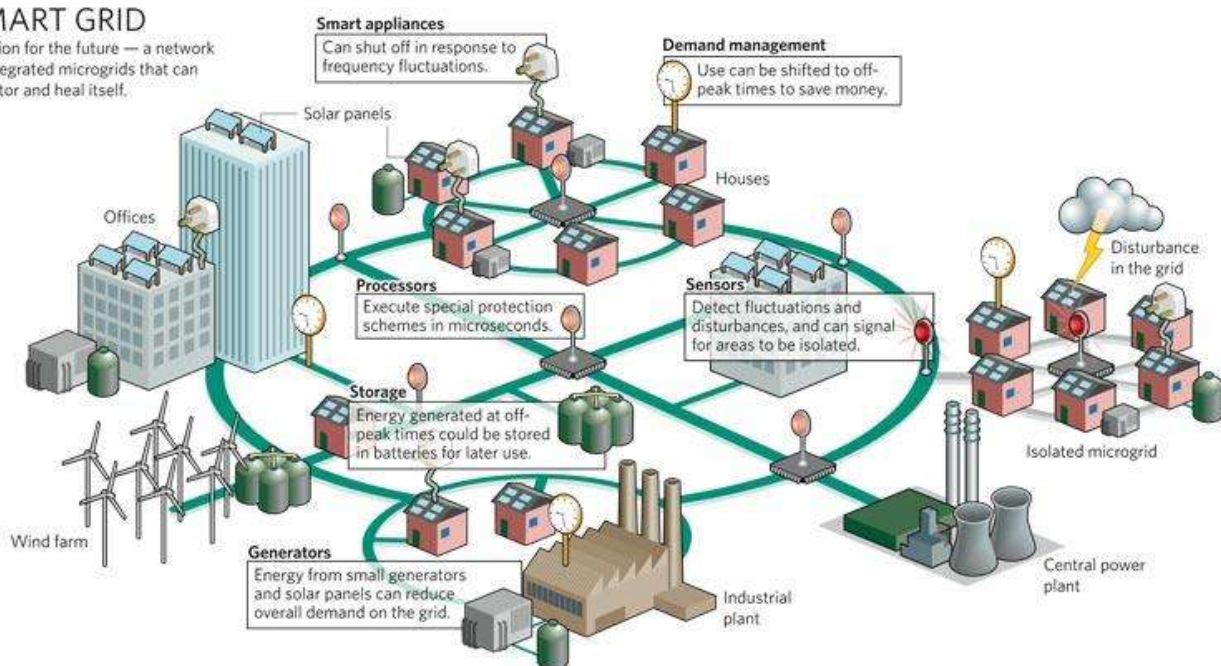 MART GRID
ion for the future — a network
egrated microgrids that can
tor and heal itself.
Smart appliances
Can shut off in response to
frequency fluctuations.
Demand management
Use can be shifted to off-
peak times to save money.
Solar panels
Houses
Offices
Disturbance
in the grid
Processors
Execute special protection
schemes in microseconds.
Sensors
Detect fluctuations and
disturbances, and can signal
for areas to be isolated.
Storage
Energy generated at off-
peak times could be stored
in batteries for later use.
Isolated microgrid
Wind farm
Generators
Energy from small generators
and solar panels can reduce
overall demand on the grid.
Industrial
plant
Central power
plant